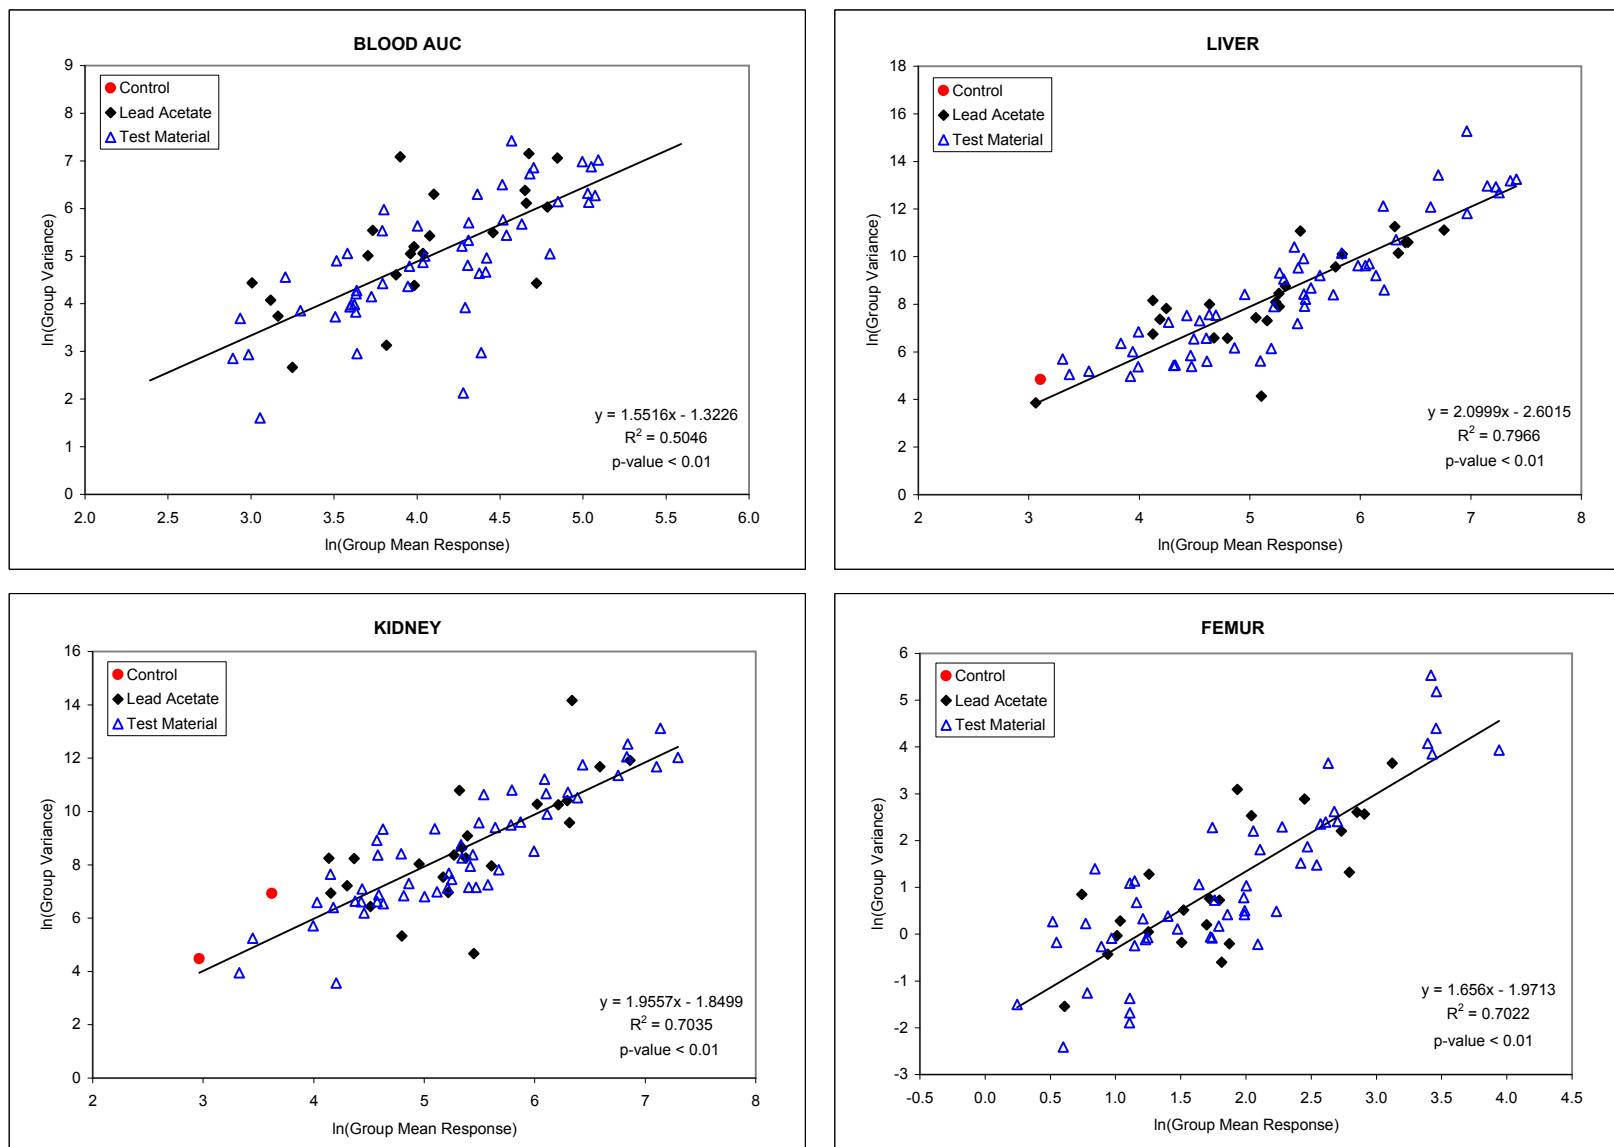 BLOOD AUC
9
8
7
6
5
4
3
2
1
0
ln(Group Variance)
Control
Lead Acetate
Test Material
y = 1.5516x - 1.3226
R² = 0.5046
p-value < 0.01
2.0 2.5 3.0 3.5 4.0 4.5 5.0 5.5 6.0
ln(Group Mean Response)
LIVER
18
16
14
12
10
8
6
4
2
0
ln(Group Variance)
Control
Lead Acetate
Test Material
y = 2.0999x - 2.6015
R² = 0.7966
p-value < 0.01
2 3 4 5 6 7 8
ln(Group Mean Response)
KIDNEY
16
14
12
10
8
6
4
2
0
ln(Group Variance)
Control
Lead Acetate
Test Material
y = 1.9557x - 1.8499
R² = 0.7035
p-value < 0.01
2 3 4 5 6 7 8
ln(Group Mean Response)
FEMUR
6
5
4
3
2
1
0
-1
-2
-3
ln(Group Variance)
Control
Lead Acetate
Test Material
y = 1.656x - 1.9713
R² = 0.7022
p-value < 0.01
-0.5 0.0 0.5 1.0 1.5 2.0 2.5 3.0 3.5 4.0 4.5
ln(Group Mean Response)